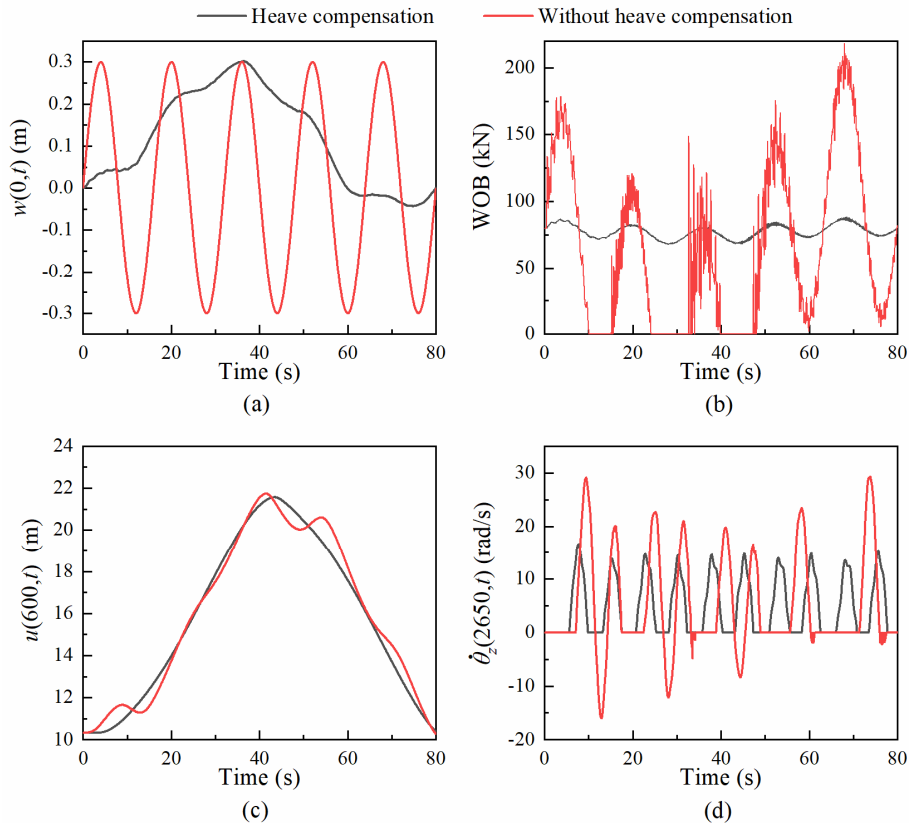 Heave compensation Without heave compensation
0.3
0.2
0.1
0.0
-0.1
-0.2
-0.3
w(0,t) (m)
0 20 40 60 80
Time (s)
(a)
200
150
100
50
0
WOB (kN)
0 20 40 60 80
Time (s)
(b)
24
22
20
18
16
14
12
10
u(600,t) (m)
0 20 40 60 80
Time (s)
(c)
30
20
10
0
-10
-20
θ̇z(2650,t) (rad/s)
0 20 40 60 80
Time (s)
(d)